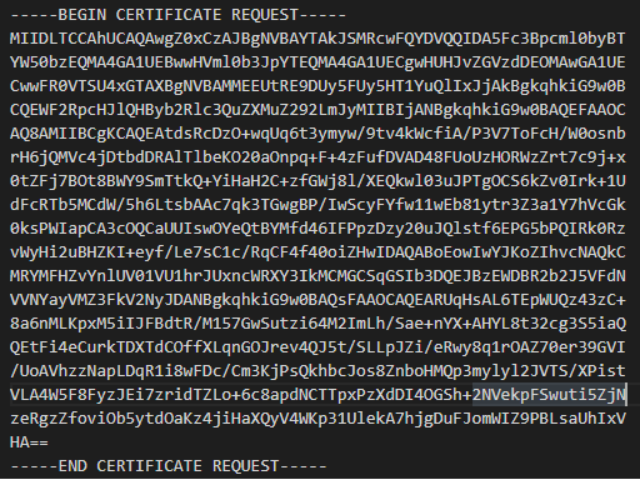 -----BEGIN CERTIFICATE REQUEST-----
MIIDLTCCAhUCAQAwgZ0xCzAJBgNVBAYTAkJSMRcwFQYDVQQIDA5Fc3Bpcml0byBT
YW50bzEQMA4GA1UEBwwHVml0b3JpYTEQMA4GA1UECgwHUHJvZGVzdDEOMAwGA1UE
CwwFR0VTSU4xGTAXBgNVBAMMEEUtRE9DUy5FUy5HT1YuQlIxJjAkBgkqhkiG9w0B
CQEWF2RpcHJlQHByb2Rlc3QuZXMuZ292LmJyMIIBIjANBgkqhkiG9w0BAQEFAAOC
AQ8AMIIBCgKCAQEAtdsRcDzO+wqUq6t3ymyw/9tv4kWcfiA/P3V7ToFcH/W0osnb
rH6jQMVc4jDtbdDRAlTlbeKO20aOnpq+F+4zFufDVAD48FUoUzHORWzZrt7c9j+x
0tZFj7BOt8BWY9SmTtkQ+YiHaH2C+zfGWj8l/XEQkwl03uJPTgOCS6kZv0Irk+1U
dFcRTb5MCdW/5h6LtsbAAc7qk3TGwgBP/IwScyFYfw11wEb81ytr3Z3a1Y7hVcGk
0ksPWIapCA3cOQCaUUIswOYeQtBYMfd46IFPpzDzy20uJQlstf6EPG5bPQIRk0Rz
vWyHi2uBHZKI+eyf/Le7sC1c/RqCF4f40oiZHwIDAQABoEowIwYJKoZIhvcNAQkC
MRYMFHZvYnlUV01VU1hrJUxncWRXY3IkMCMGCSqGSIb3DQEJBzEWDBR2b2J5VFdN
VVNYayVMZ3FkV2NyJDANBgkqhkiG9w0BAQsFAAOCAQEARUqHsAL6TEpWUQz43zC+
8a6nMLKpxM5iIJFBdtR/M157GwSutzi64M2ImLh/Sae+nYX+AHYL8t32cg3S5iaQ
QEtFi4eCurkTDXTdCOffXLqnGOJrev4QJ5t/SLLpJZi/eRwy8q1rOAZ70er39GVI
/UoAVhzzNapLDqR1i8wFDc/Cm3KjPsQkhbcJos8ZnboHMQp3mylyl2JVTS/XPist
VLA4W5F8FyzJEi7zridTZLo+6c8apdNCTTpxPzXdDI4OGSh+2NVekpFSwuti5ZjN
zeRgzZfoviOb5ytdOaKz4jiHaXQyV4WKp31UlekA7hjgDuFJomWIZ9PBLsaUhIxV
HA==
-----END CERTIFICATE REQUEST-----